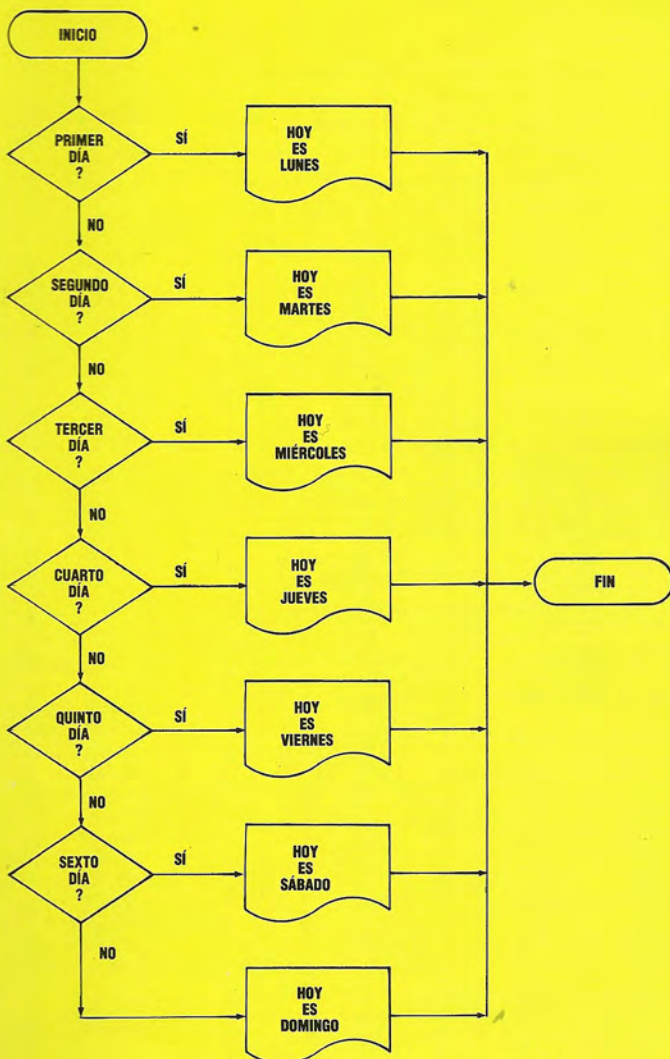 INICIO
PRIMER
DÍA
?
SÍ
HOY
ES
LUNES
NO
SEGUNDO
DÍA
?
SÍ
HOY
ES
MARTES
NO
TERCER
DÍA
?
SÍ
HOY
ES
MIÉRCOLES
NO
CUARTO
DÍA
?
SÍ
HOY
ES
JUEVES
FIN
NO
QUINTO
DÍA
?
SÍ
HOY
ES
VIERNES
NO
SEXTO
DÍA
?
SÍ
HOY
ES
SÁBADO
NO
HOY
ES
DOMINGO